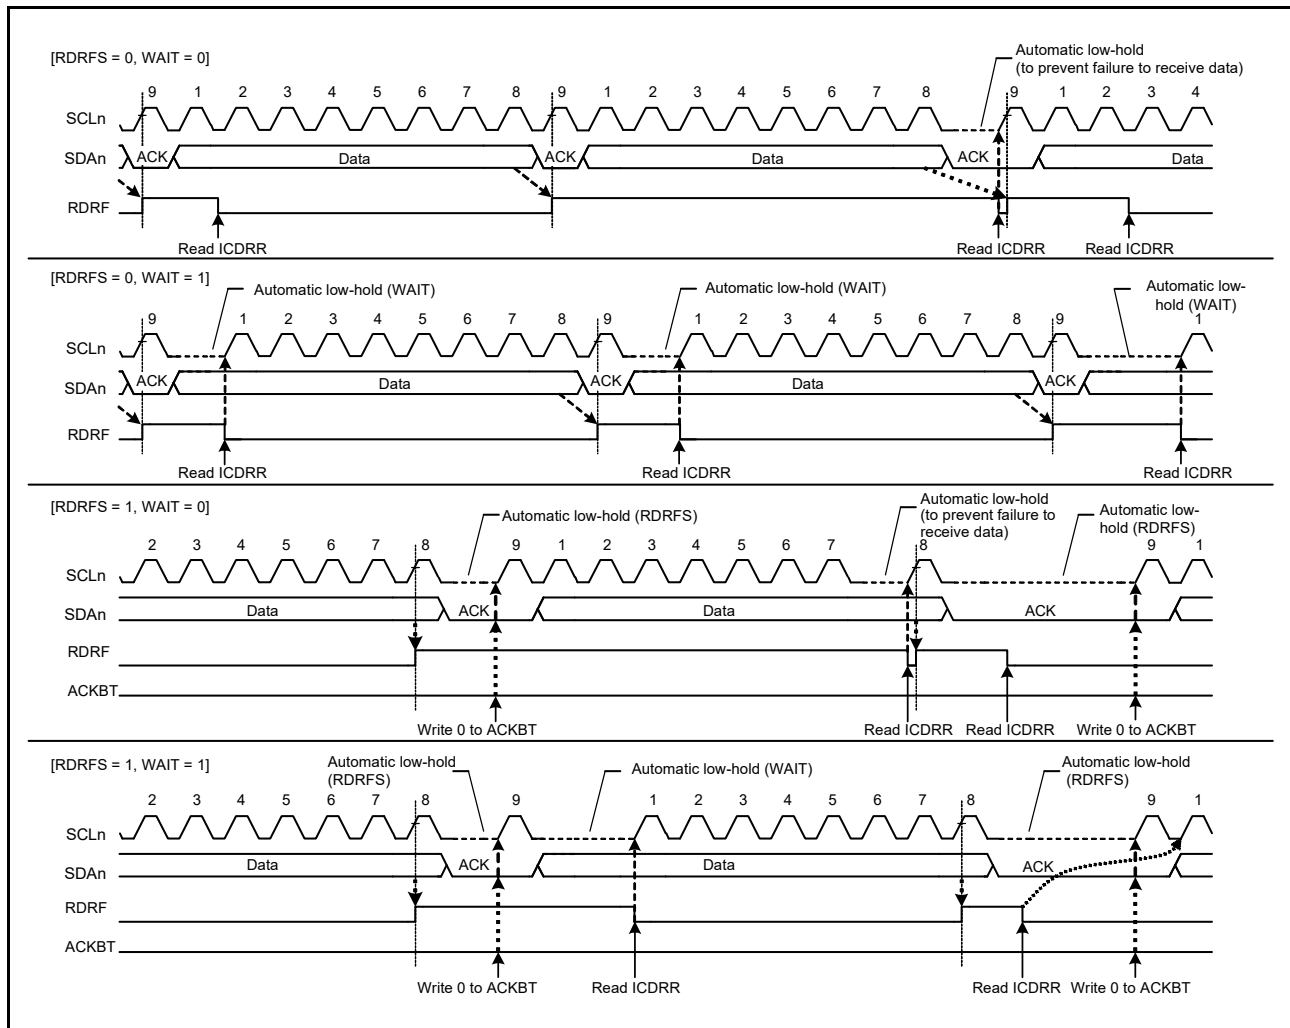 [RDRFS = 0, WAIT = 0]
Automatic low-hold
(to prevent failure to receive data)
9 1 2 3 4 5 6 7 8 9 1 2 3 4 5 6 7 8 9 1 2 3 4
SCLn
SDAn ACK Data ACK Data ACK Data
RDRF
Read ICDRR Read ICDRR Read ICDRR
[RDRFS = 0, WAIT = 1]
Automatic low-hold (WAIT) Automatic low-hold (WAIT) Automatic low-
hold (WAIT)
9 1 2 3 4 5 6 7 8 9 1 2 3 4 5 6 7 8 9 1
SCLn
SDAn ACK Data ACK Data ACK
RDRF
Read ICDRR Read ICDRR Read ICDRR
[RDRFS = 1, WAIT = 0]
Automatic low-hold (RDRFS)
Automatic low-hold
(to prevent failure to
receive data)
Automatic low-
hold (RDRFS)
2 3 4 5 6 7 8 9 1 2 3 4 5 6 7 8 9 1
SCLn
SDAn Data ACK Data ACK
RDRF
ACKBT
Write 0 to ACKBT Read ICDRR Read ICDRR Write 0 to ACKBT
[RDRFS = 1, WAIT = 1]
Automatic low-hold
(RDRFS)
Automatic low-hold (WAIT)
Automatic low-hold
(RDRFS)
2 3 4 5 6 7 8 9 1 2 3 4 5 6 7 8 9 1
SCLn
SDAn Data ACK Data ACK
RDRF
ACKBT
Write 0 to ACKBT Read ICDRR Read ICDRR Write 0 to ACKBT